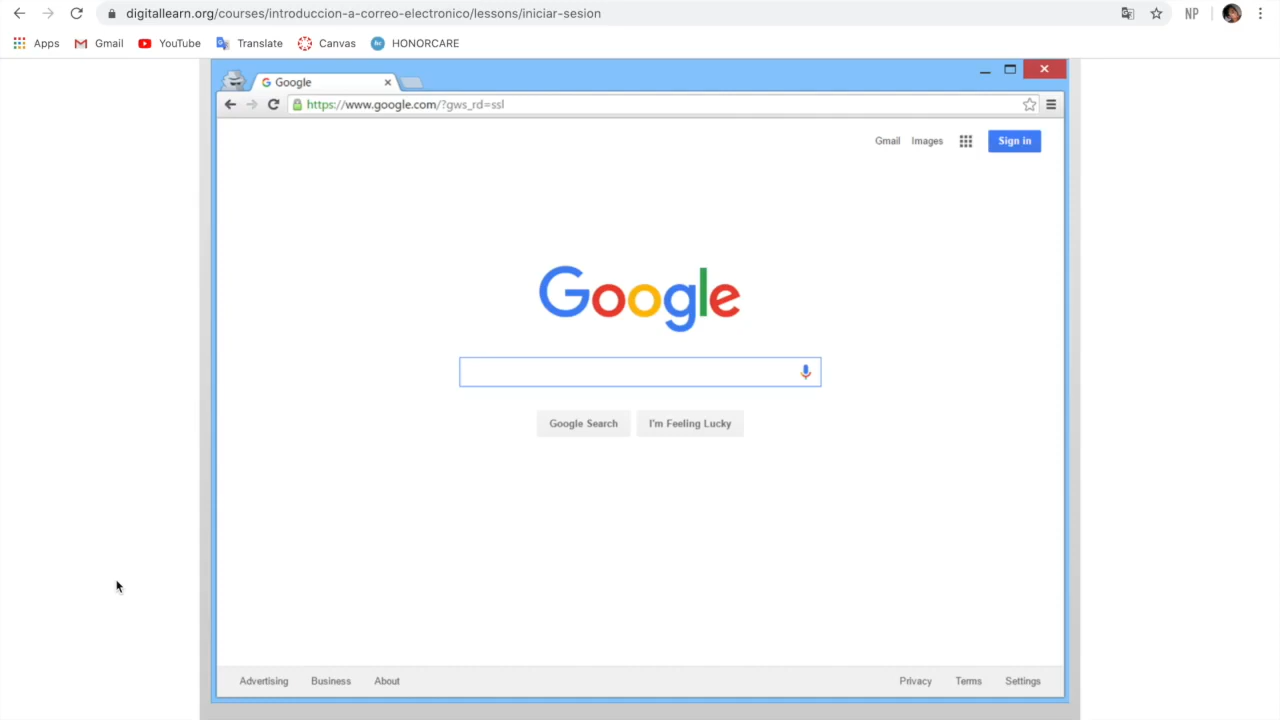 digitallearn.org/courses/introduccion-a-correo-electronico/lessons/iniciar-sesion
NP
Apps Gmail YouTube Translate Canvas HONORCARE
Google
https://www.google.com/?gws_rd=ssl
Gmail Images Sign in
Google
Google Search I'm Feeling Lucky
Advertising Business About Privacy Terms Settings